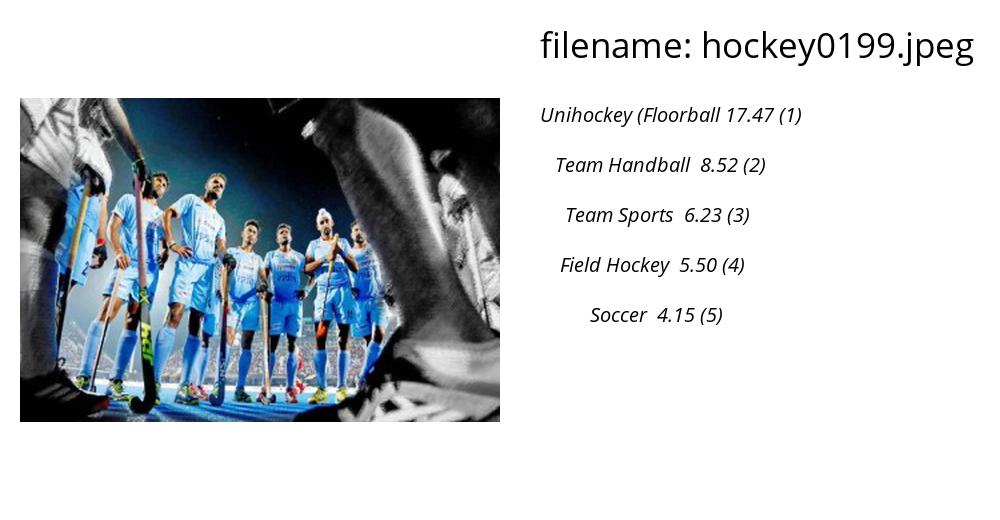 filename: hockey0199.jpeg
Unihockey (Floorball 17.47 (1)
Team Handball 8.52 (2)
Team Sports 6.23 (3)
Field Hockey 5.50 (4)
Soccer 4.15 (5)